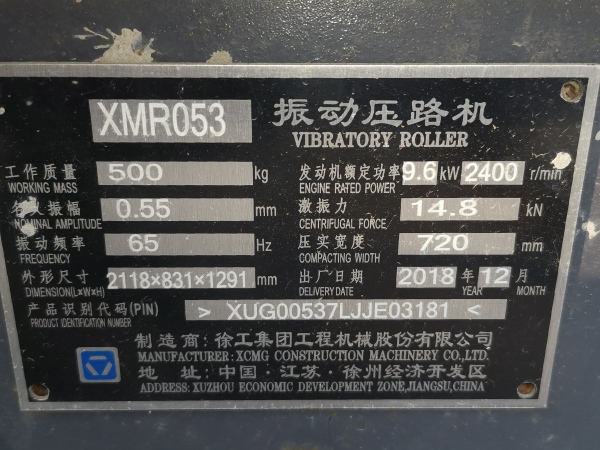 XMR053 振动压路机
VIBRATORY ROLLER
工作质量 500 kg 发动机额定功率 9.6 kW 2400 r/min
WORKING MASS ENGINE RATED POWER
名义振幅 0.55 mm 激振力 14.8 kN
NOMINAL AMPLITUDE CENTRIFUGAL FORCE
振动频率 65 Hz 压实宽度 720 mm
FREQUENCY COMPACTING WIDTH
外形尺寸 2118×831×1291 mm 出厂日期 2018 年 12 月
DIMENSION(L×W×H) DELIVERY DATE YEAR MONTH
产品识别代码(PIN) > XUG00537LJJE03181 <
PRODUCT IDENTIFICATION NUMBER
制造商: 徐工集团工程机械股份有限公司
MANUFACTURER: XCMG CONSTRUCTION MACHINERY CO.,LTD.
地 址: 中国·江苏·徐州经济开发区
ADDRESS: XUZHOU ECONOMIC DEVELOPMENT ZONE,JIANGSU,CHINA